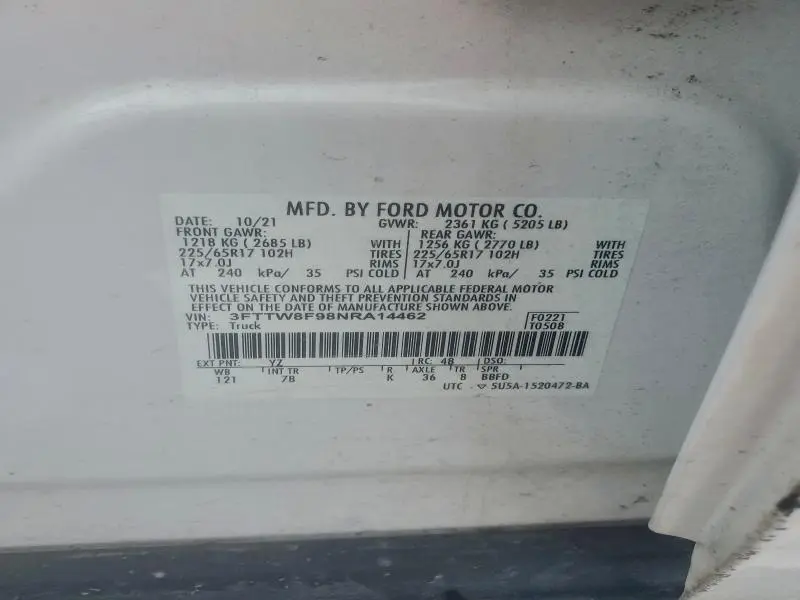 MFD. BY FORD MOTOR CO.
DATE: 10/21 GVWR: 2361 KG ( 5205 LB)
FRONT GAWR: REAR GAWR:
1218 KG ( 2685 LB) WITH 1256 KG ( 2770 LB) WITH
225/65R17 102H TIRES 225/65R17 102H TIRES
17x7.0J RIMS 17x7.0J RIMS
AT 240 kPa/ 35 PSI COLD AT 240 kPa/ 35 PSI COLD
THIS VEHICLE CONFORMS TO ALL APPLICABLE FEDERAL MOTOR
VEHICLE SAFETY AND THEFT PREVENTION STANDARDS IN
EFFECT ON THE DATE OF MANUFACTURE SHOWN ABOVE.
VIN: 3FTTW8F98NRA14462 F0221
TYPE: Truck T0508
EXT PNT: YZ RC: 48 DSO:
WB INT TR TP/PS R AXLE TR SPR
121 7B K 36 8 BBFD
UTC ▽ 5U5A-1520472-BA